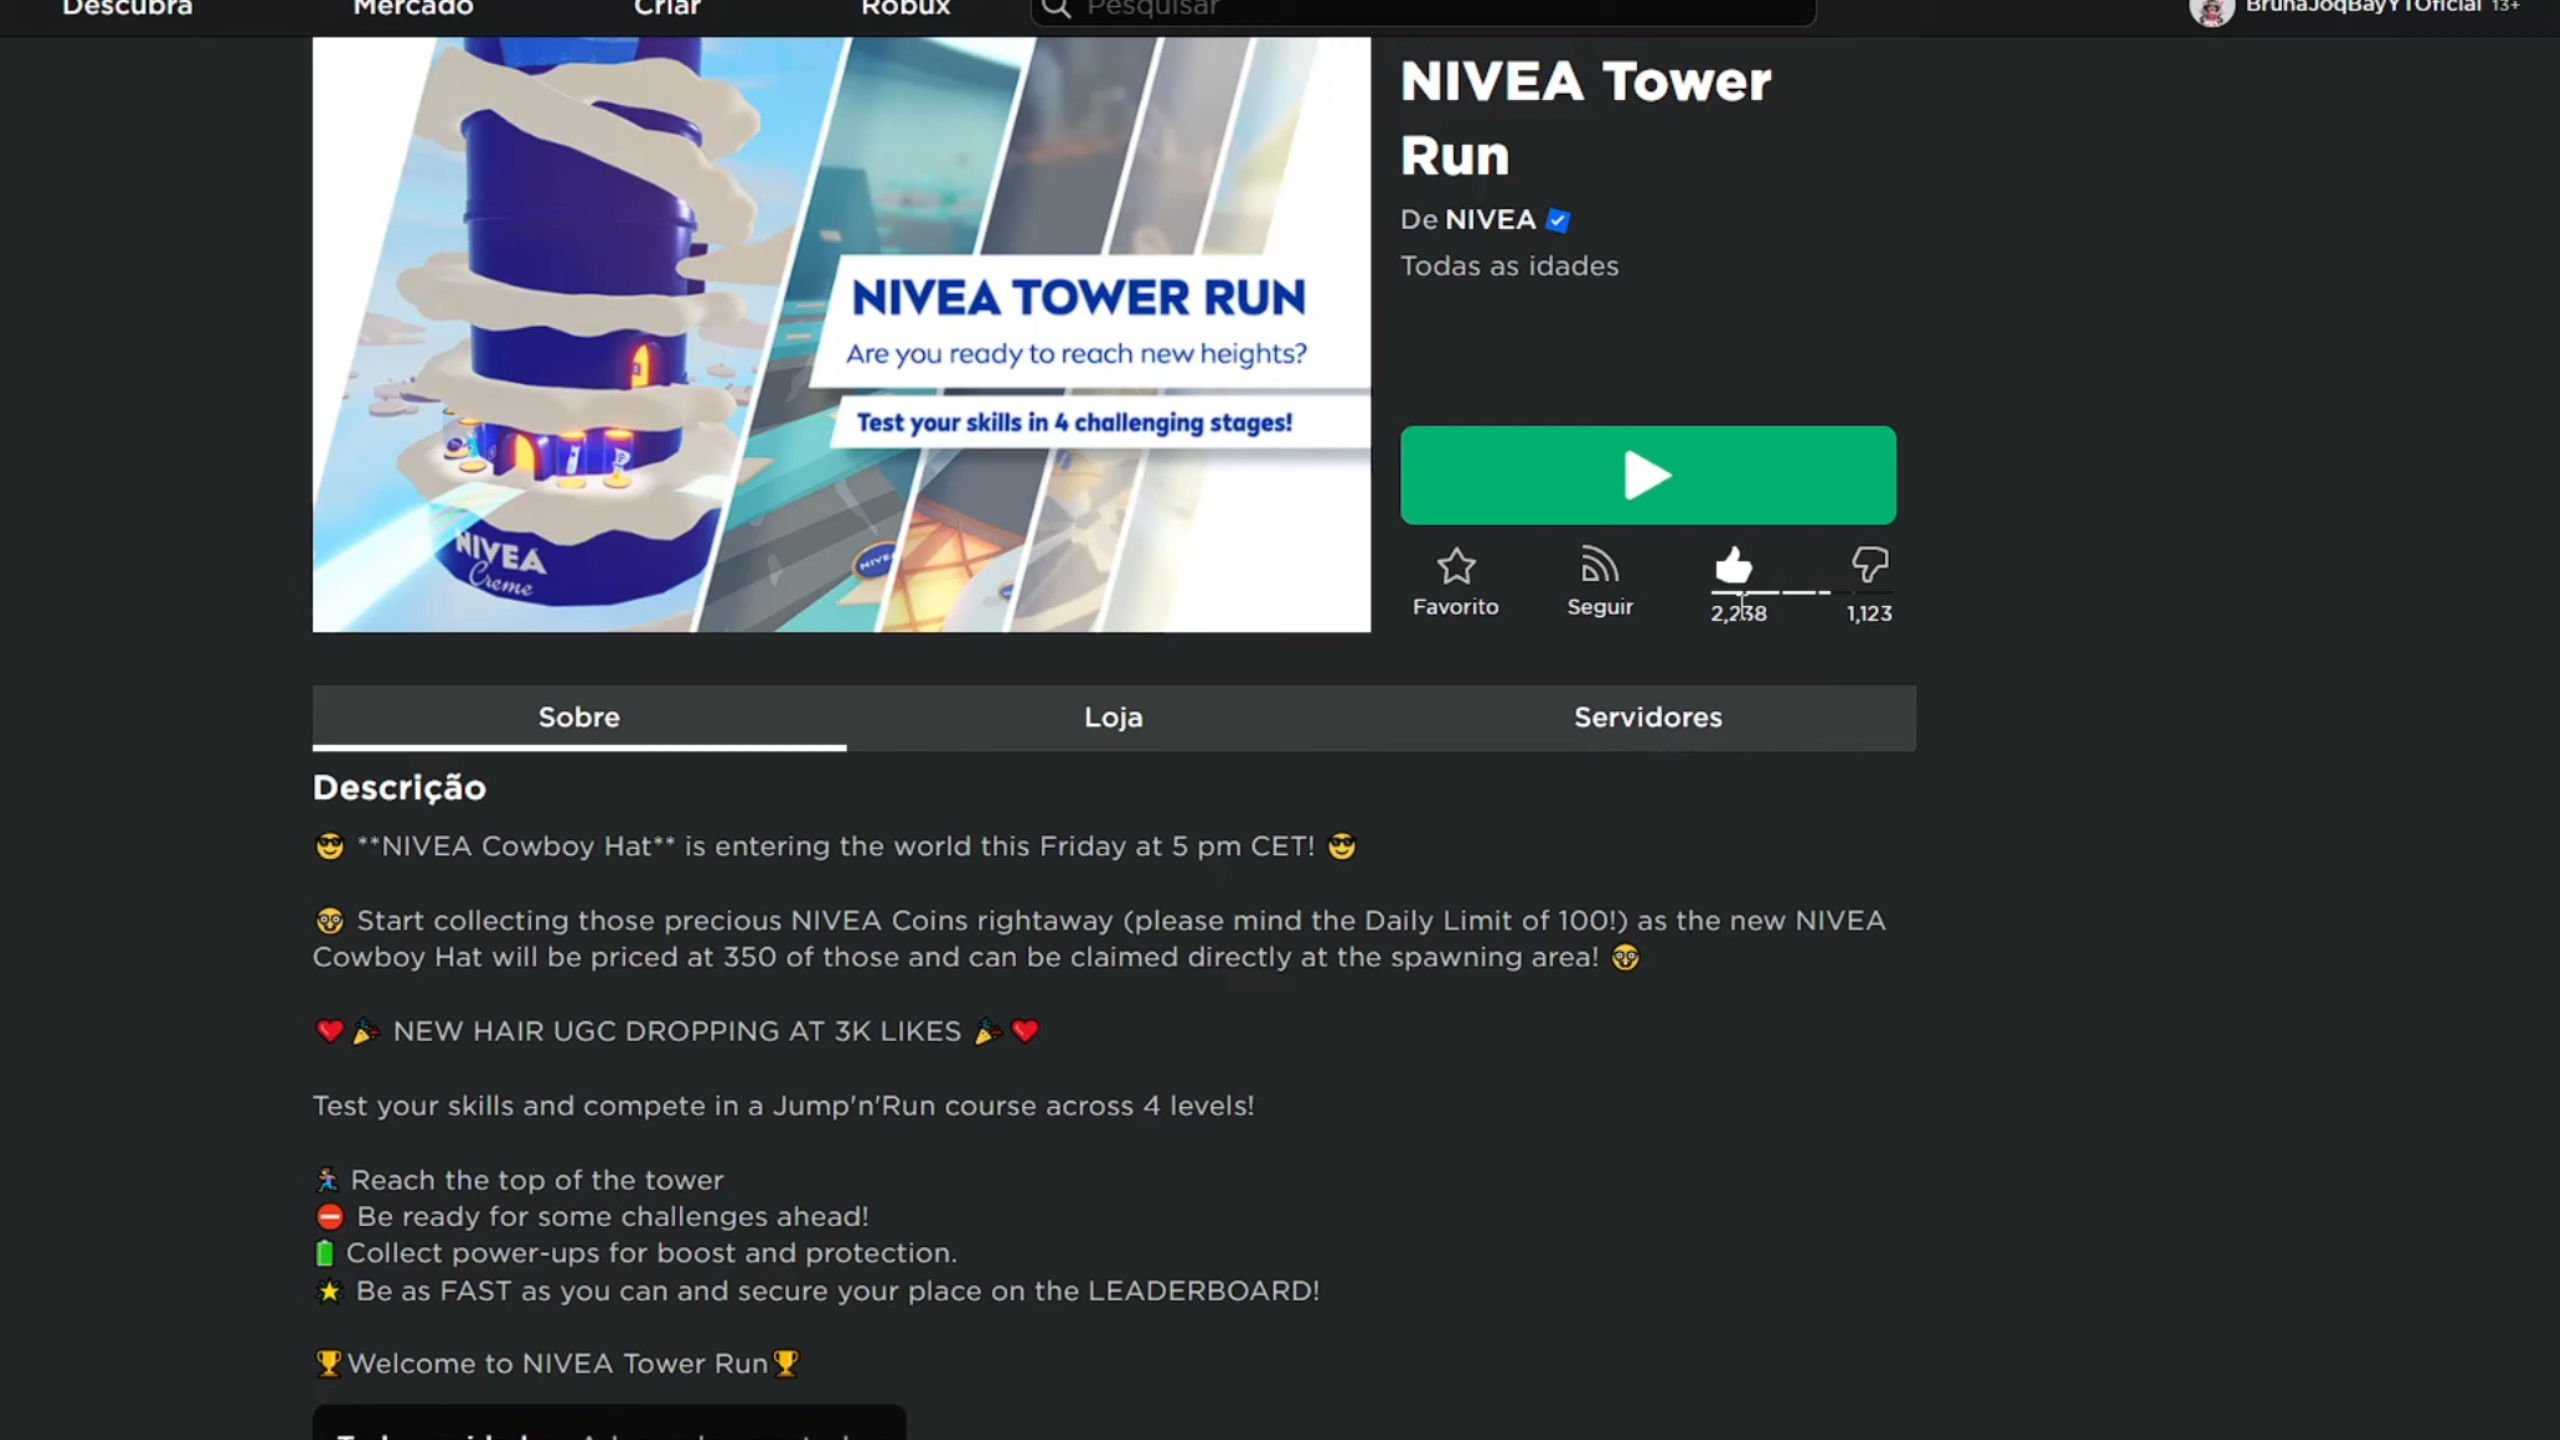 Descubra Mercado Criar Robux Pesquisar BrunaJoqBayYTOficial 13+
NIVEA Tower
Run
De NIVEA
Todas as idades
NIVEA TOWER RUN
Are you ready to reach new heights?
Test your skills in 4 challenging stages!
NIVEA
Creme
NIVEA
Favorito Seguir 2,238 1,123
Sobre Loja Servidores
Descrição
😎 **NIVEA Cowboy Hat** is entering the world this Friday at 5 pm CET! 😎
🤓 Start collecting those precious NIVEA Coins rightaway (please mind the Daily Limit of 100!) as the new NIVEA
Cowboy Hat will be priced at 350 of those and can be claimed directly at the spawning area! 🤓
❤️🎉 NEW HAIR UGC DROPPING AT 3K LIKES 🎉❤️
Test your skills and compete in a Jump'n'Run course across 4 levels!
🏃 Reach the top of the tower
⛔ Be ready for some challenges ahead!
🔋 Collect power-ups for boost and protection.
🌟 Be as FAST as you can and secure your place on the LEADERBOARD!
🏆Welcome to NIVEA Tower Run🏆